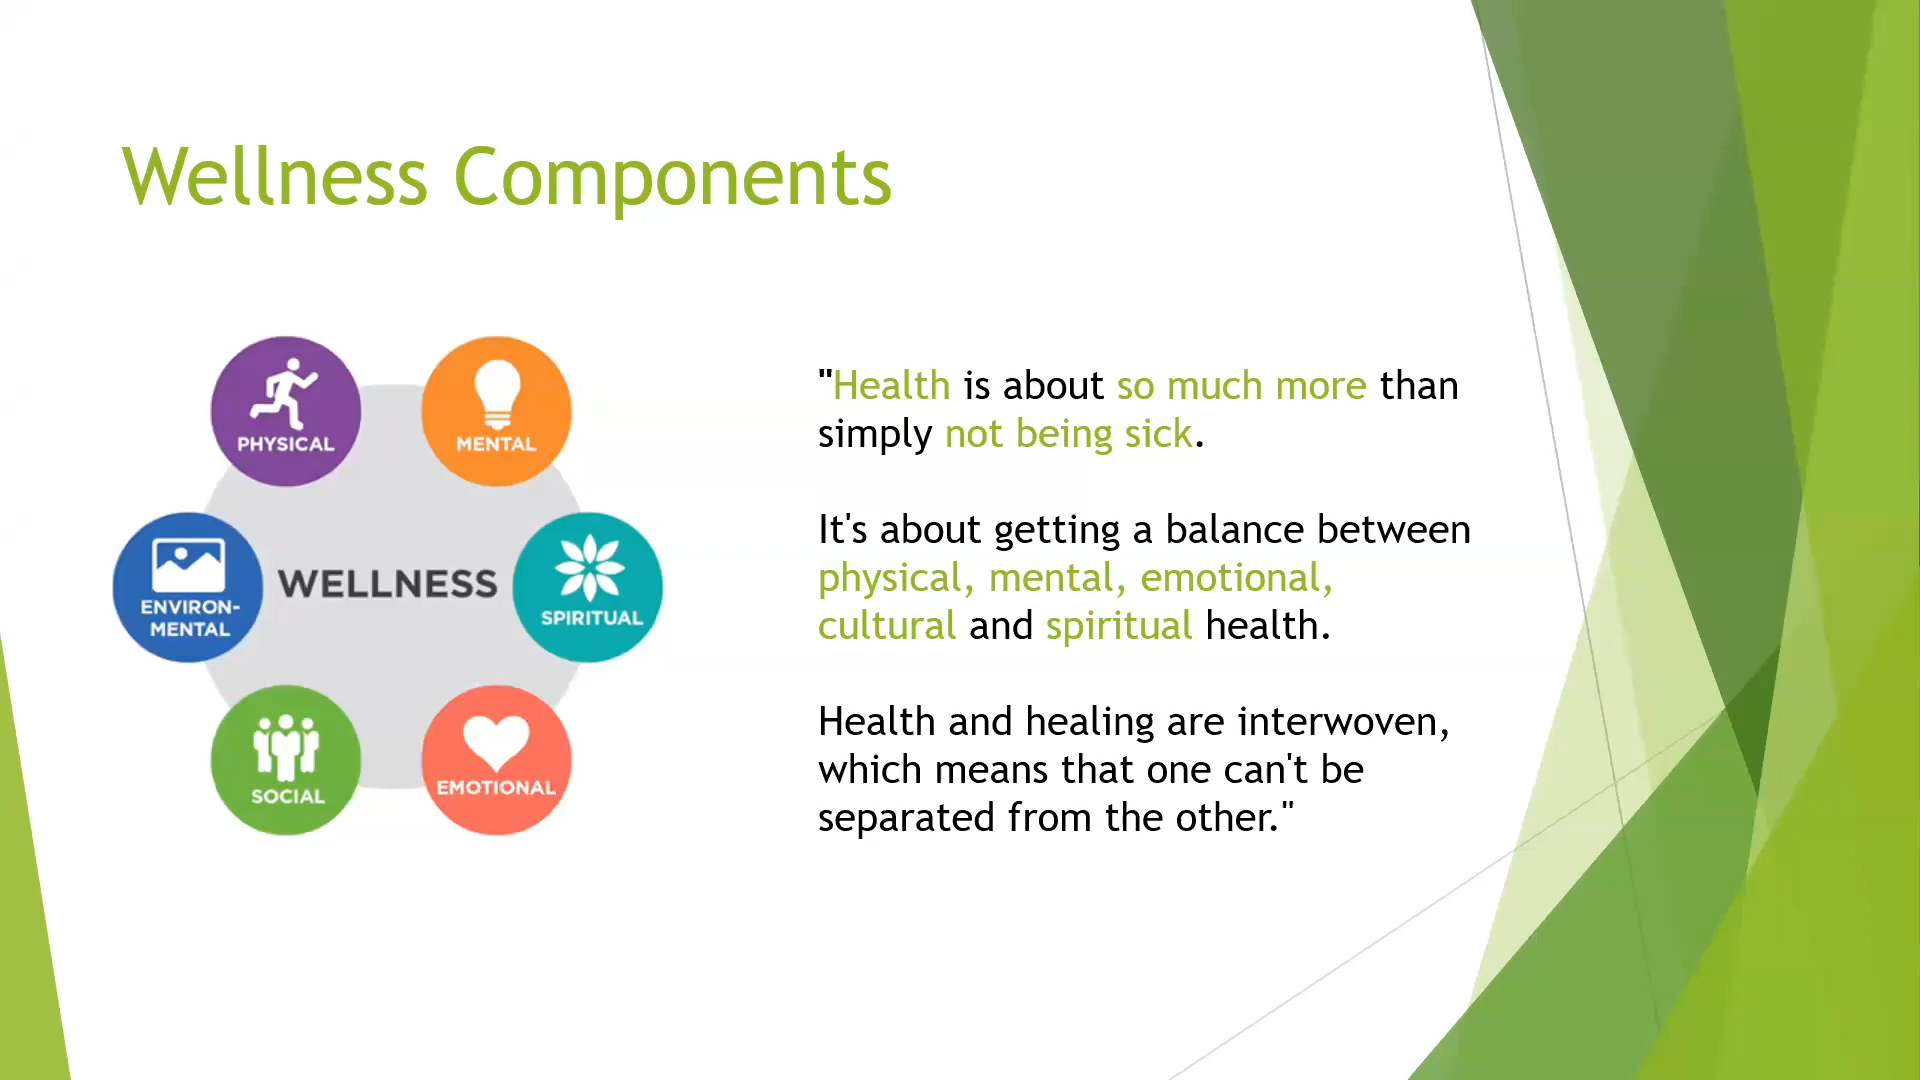 Wellness Components
PHYSICAL
MENTAL
ENVIRON-
MENTAL
WELLNESS
SPIRITUAL
SOCIAL
EMOTIONAL
"Health is about so much more than
simply not being sick.
It's about getting a balance between
physical, mental, emotional,
cultural and spiritual health.
Health and healing are interwoven,
which means that one can't be
separated from the other."